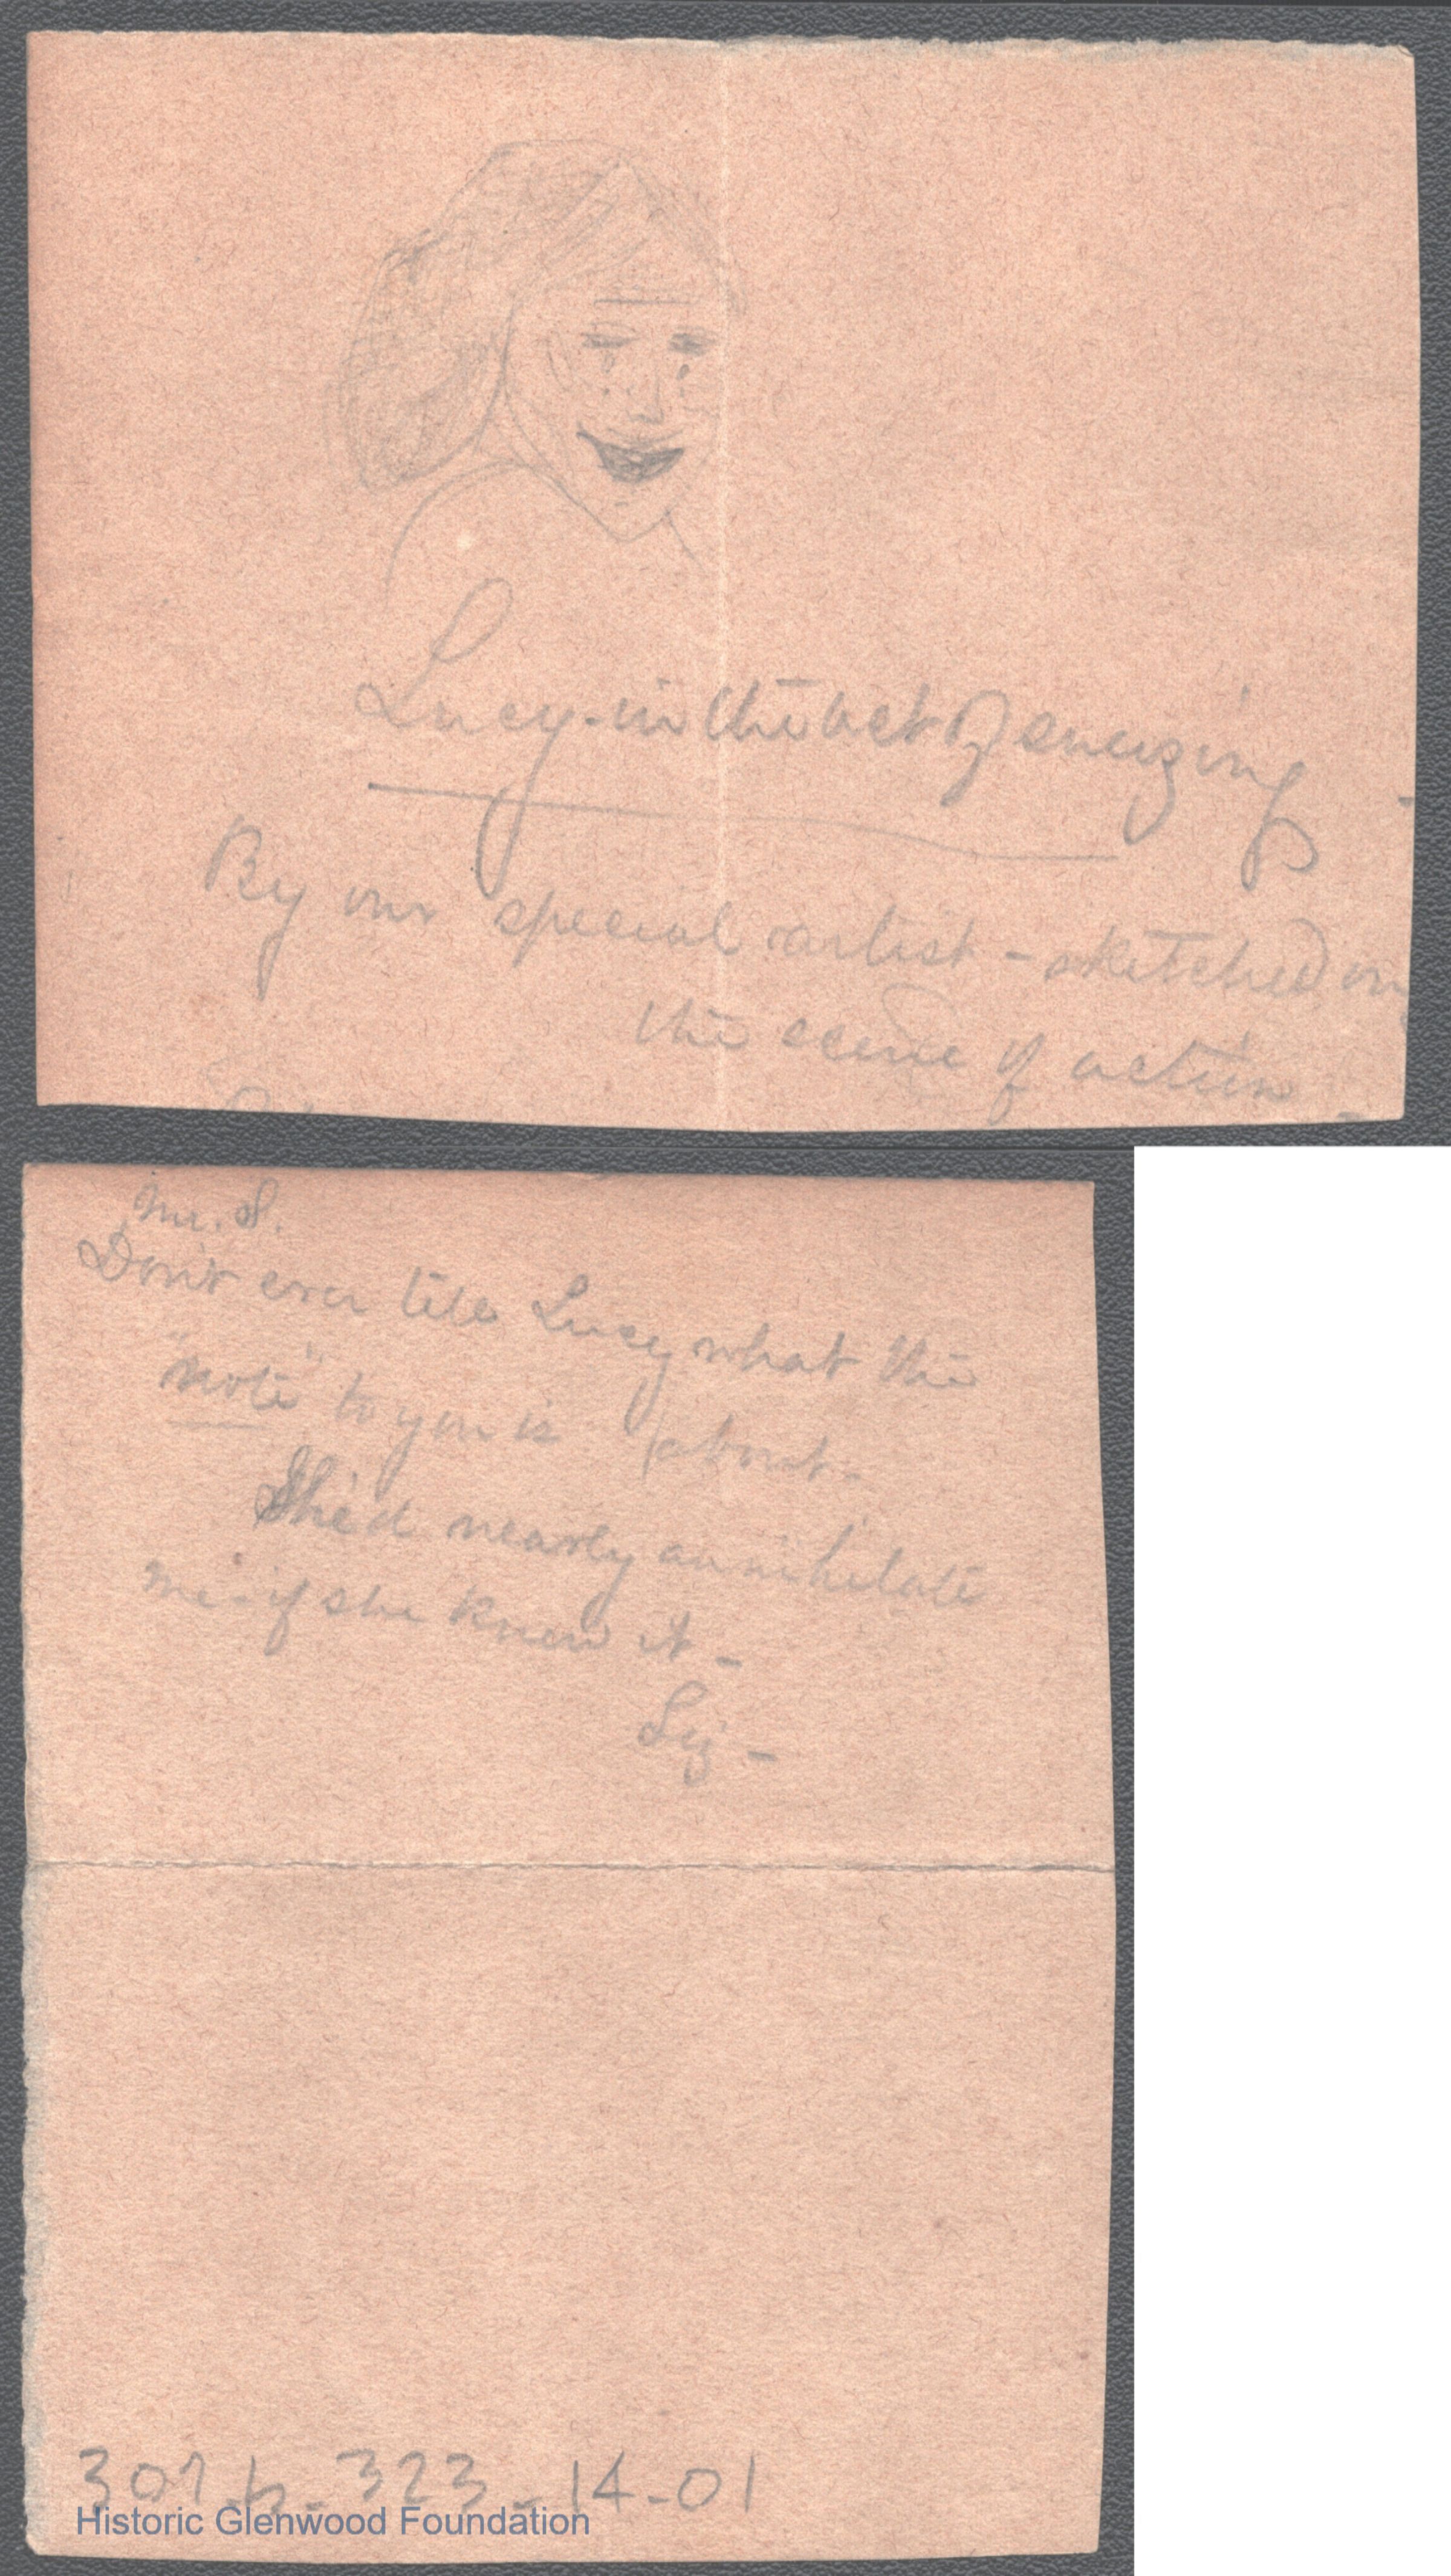 Lucy - in the act of sneezing
By our special artist - sketched on
the scene of action
Mr. S.
Don't ever tell Lucy what the
"note" to you is about -
She'd nearly annihilate
me - if she knew it -
Liz -
307-b-323-14-01
Historic Glenwood Foundation